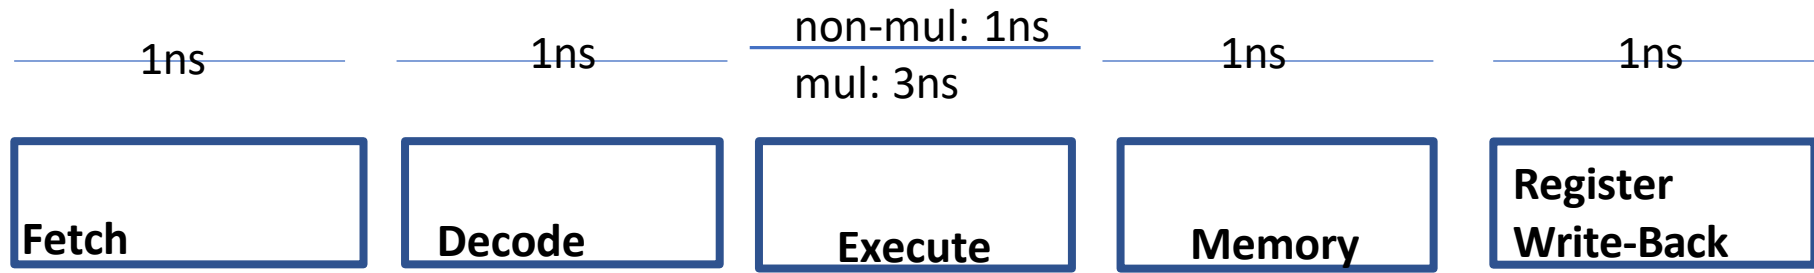 1ns
1ns
non-mul: 1ns
mul: 3ns
1ns
1ns
Fetch
Decode
Execute
Memory
Register
Write-Back